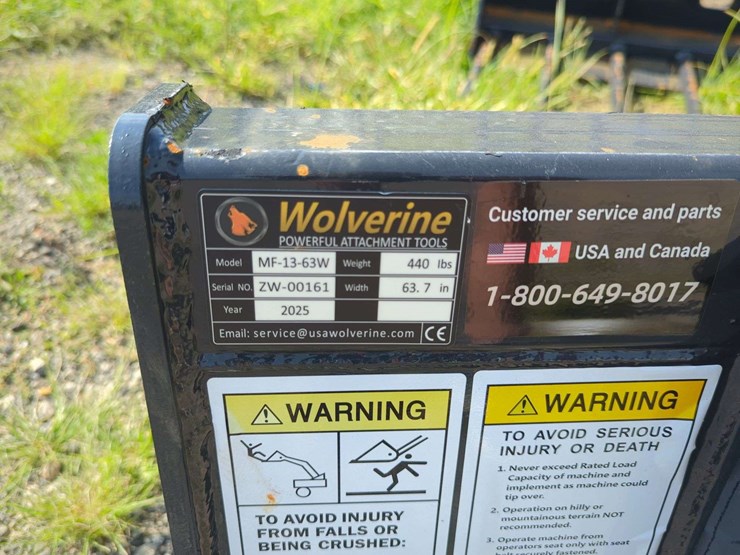 Wolverine
POWERFUL ATTACHMENT TOOLS
Model MF-13-63W Weight 440 lbs
Serial NO. ZW-00161 Width 63.7 in
Year 2025
Email: service@usawolverine.com CE
Customer service and parts
USA and Canada
1-800-649-8017
WARNING
TO AVOID INJURY
FROM FALLS OR
BEING CRUSHED:
WARNING
TO AVOID SERIOUS
INJURY OR DEATH
1. Never exceed Rated Load
Capacity of machine and
implement as machine could
tip over.
2. Operation on hilly or
mountainous terrain NOT
recommended.
3. Operate machine from
operators seat only with seat
belt securely fastened.